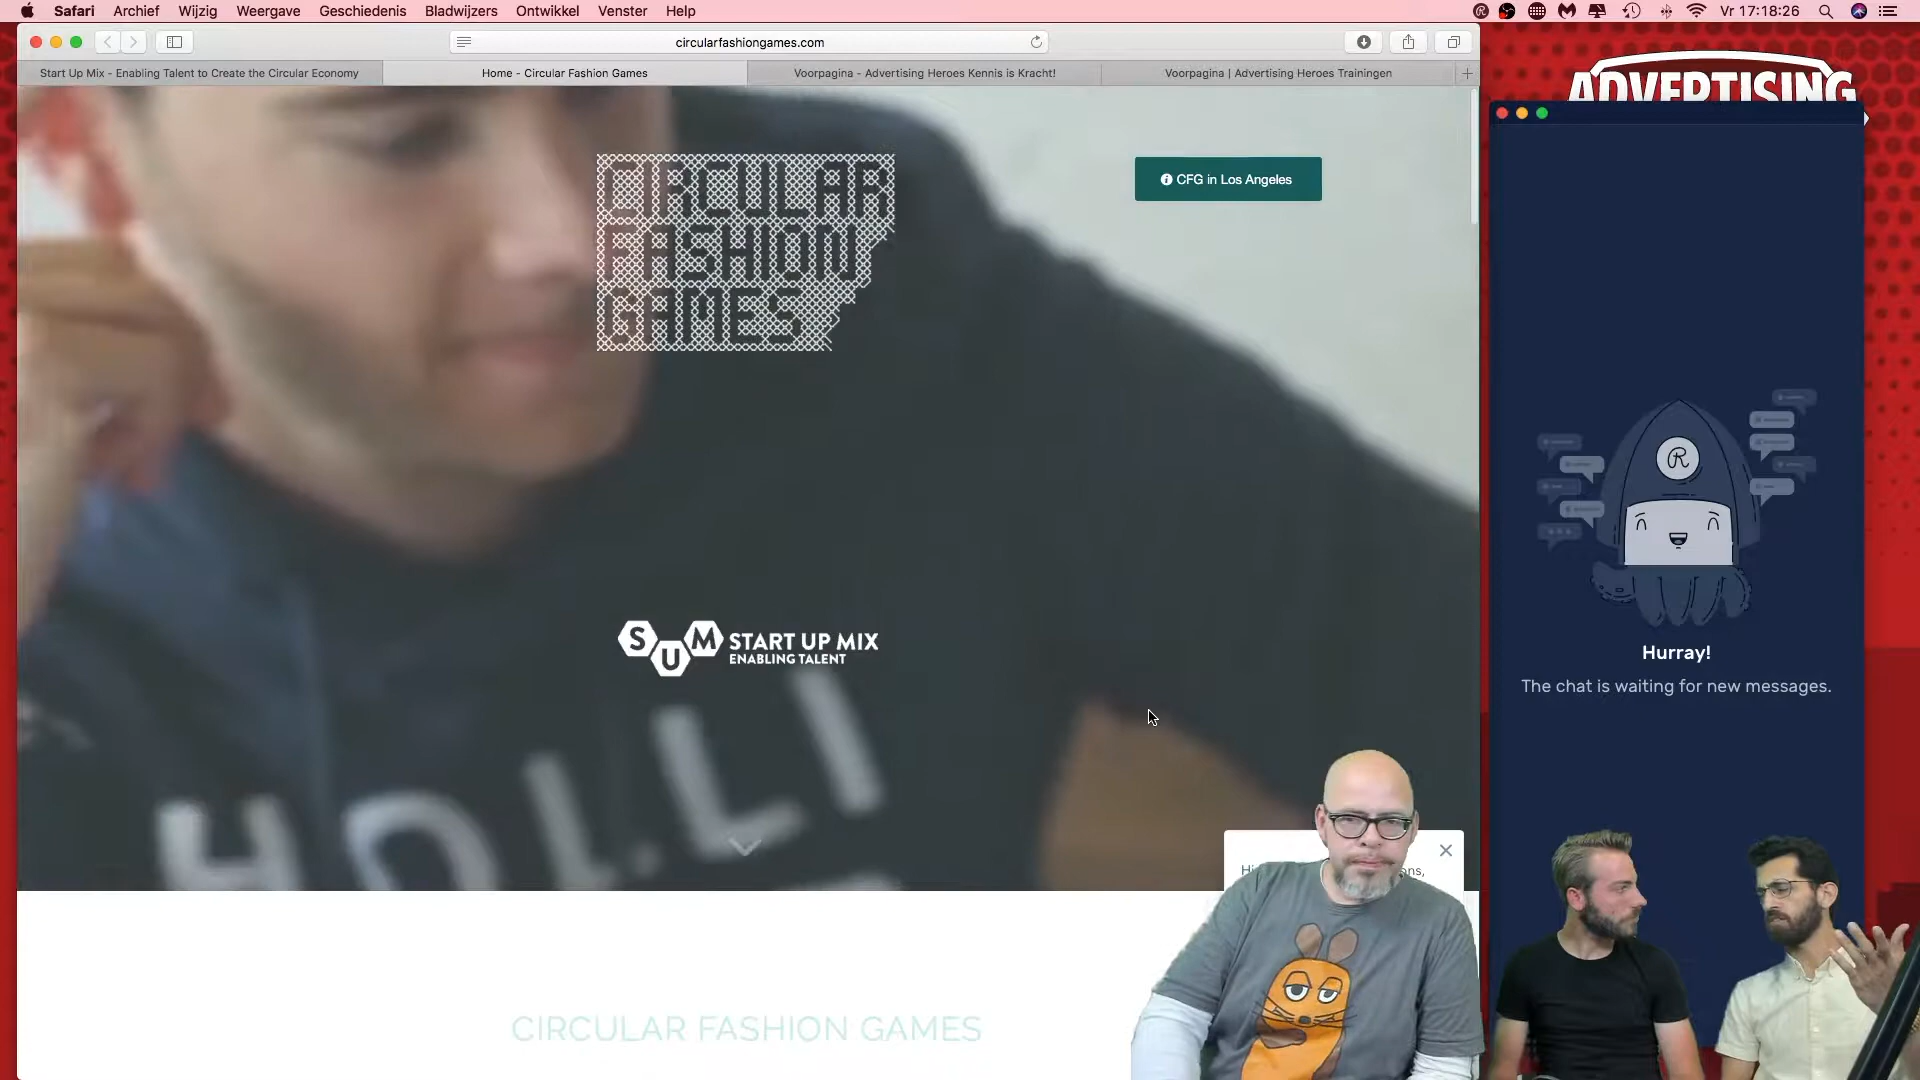 Safari Archief Wijzig Weergave Geschiedenis Bladwijzers Ontwikkel Venster Help
Vr 17:18:26
circularfashiongames.com
Start Up Mix - Enabling Talent to Create the Circular Economy
Home - Circular Fashion Games
Voorpagina - Advertising Heroes Kennis is Kracht!
Voorpagina | Advertising Heroes Trainingen
ADVERTISING
CIRCULAR
FASHION
GAMES
CFG in Los Angeles
SUM START UP MIX
ENABLING TALENT
R
Hurray!
The chat is waiting for new messages.
CIRCULAR FASHION GAMES